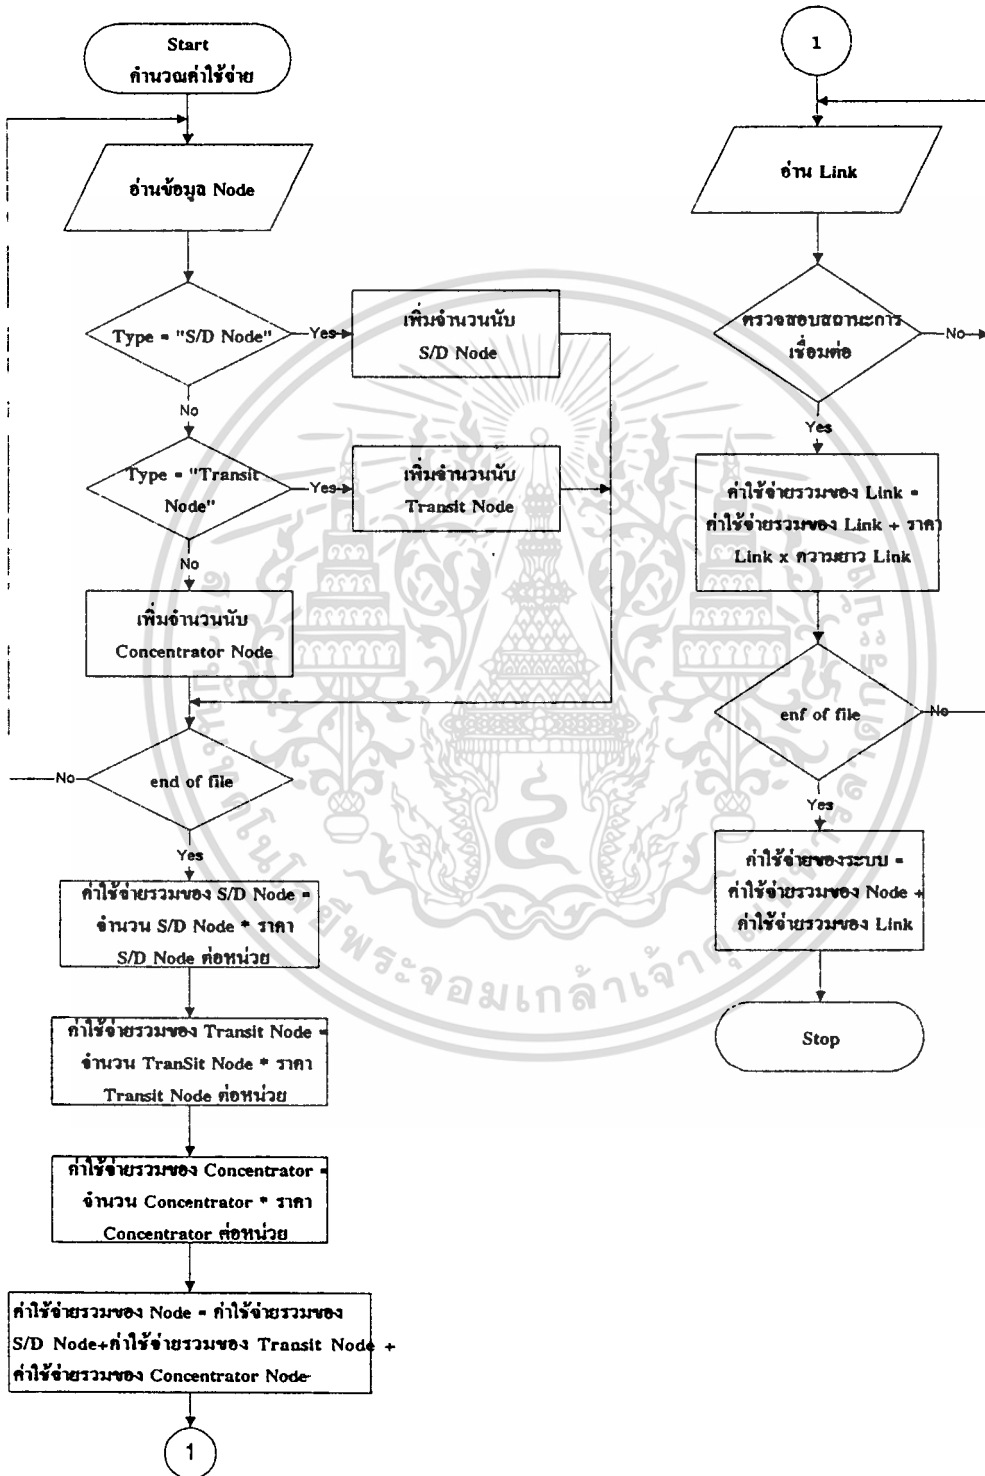 Start
คำนวณค่าใช้จ่าย
อ่านข้อมูล Node
Type = "S/D Node"
Yes
เพิ่มจำนวนนับ
S/D Node
No
Type = "Transit
Node"
Yes
เพิ่มจำนวนนับ
Transit Node
No
เพิ่มจำนวนนับ
Concentrator Node
No
end of file
Yes
ค่าใช้จ่ายรวมของ S/D Node =
จำนวน S/D Node * ราคา
S/D Node ต่อหน่วย
ค่าใช้จ่ายรวมของ Transit Node =
จำนวน TranSit Node * ราคา
Transit Node ต่อหน่วย
ค่าใช้จ่ายรวมของ Concentrator =
จำนวน Concentrator * ราคา
Concentrator ต่อหน่วย
ค่าใช้จ่ายรวมของ Node = ค่าใช้จ่ายรวมของ
S/D Node+ค่าใช้จ่ายรวมของ Transit Node +
ค่าใช้จ่ายรวมของ Concentrator Node
1
1
อ่าน Link
ตรวจสอบสถานะการ
เชื่อมต่อ
No
Yes
ค่าใช้จ่ายรวมของ Link =
ค่าใช้จ่ายรวมของ Link + ราคา
Link x ความยาว Link
enf of file
No
Yes
ค่าใช้จ่ายของระบบ =
ค่าใช้จ่ายรวมของ Node +
ค่าใช้จ่ายรวมของ Link
Stop
พระจอมเกล้าเจ้าคุณ